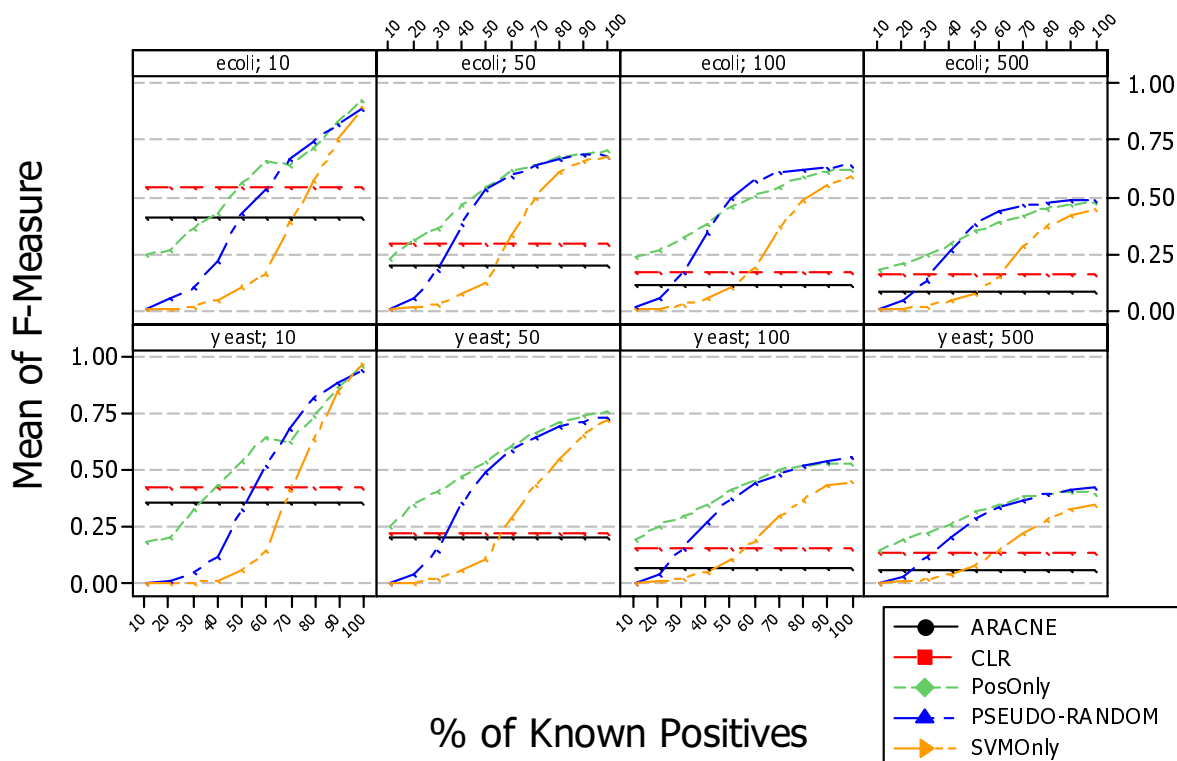 10 20 30 40 50 60 70 80 90 100 10 20 30 40 50 60 70 80 90 100
ecoli; 10 ecoli; 50 ecoli; 100 ecoli; 500
1.00
0.75
0.50
0.25
0.00
yeast; 10 yeast; 50 yeast; 100 yeast; 500
1.00
0.75
0.50
0.25
0.00
Mean of F-Measure
10 20 30 40 50 60 70 80 90 100 10 20 30 40 50 60 70 80 90 100
% of Known Positives
ARACNE
CLR
PosOnly
PSEUDO-RANDOM
SVMOnly